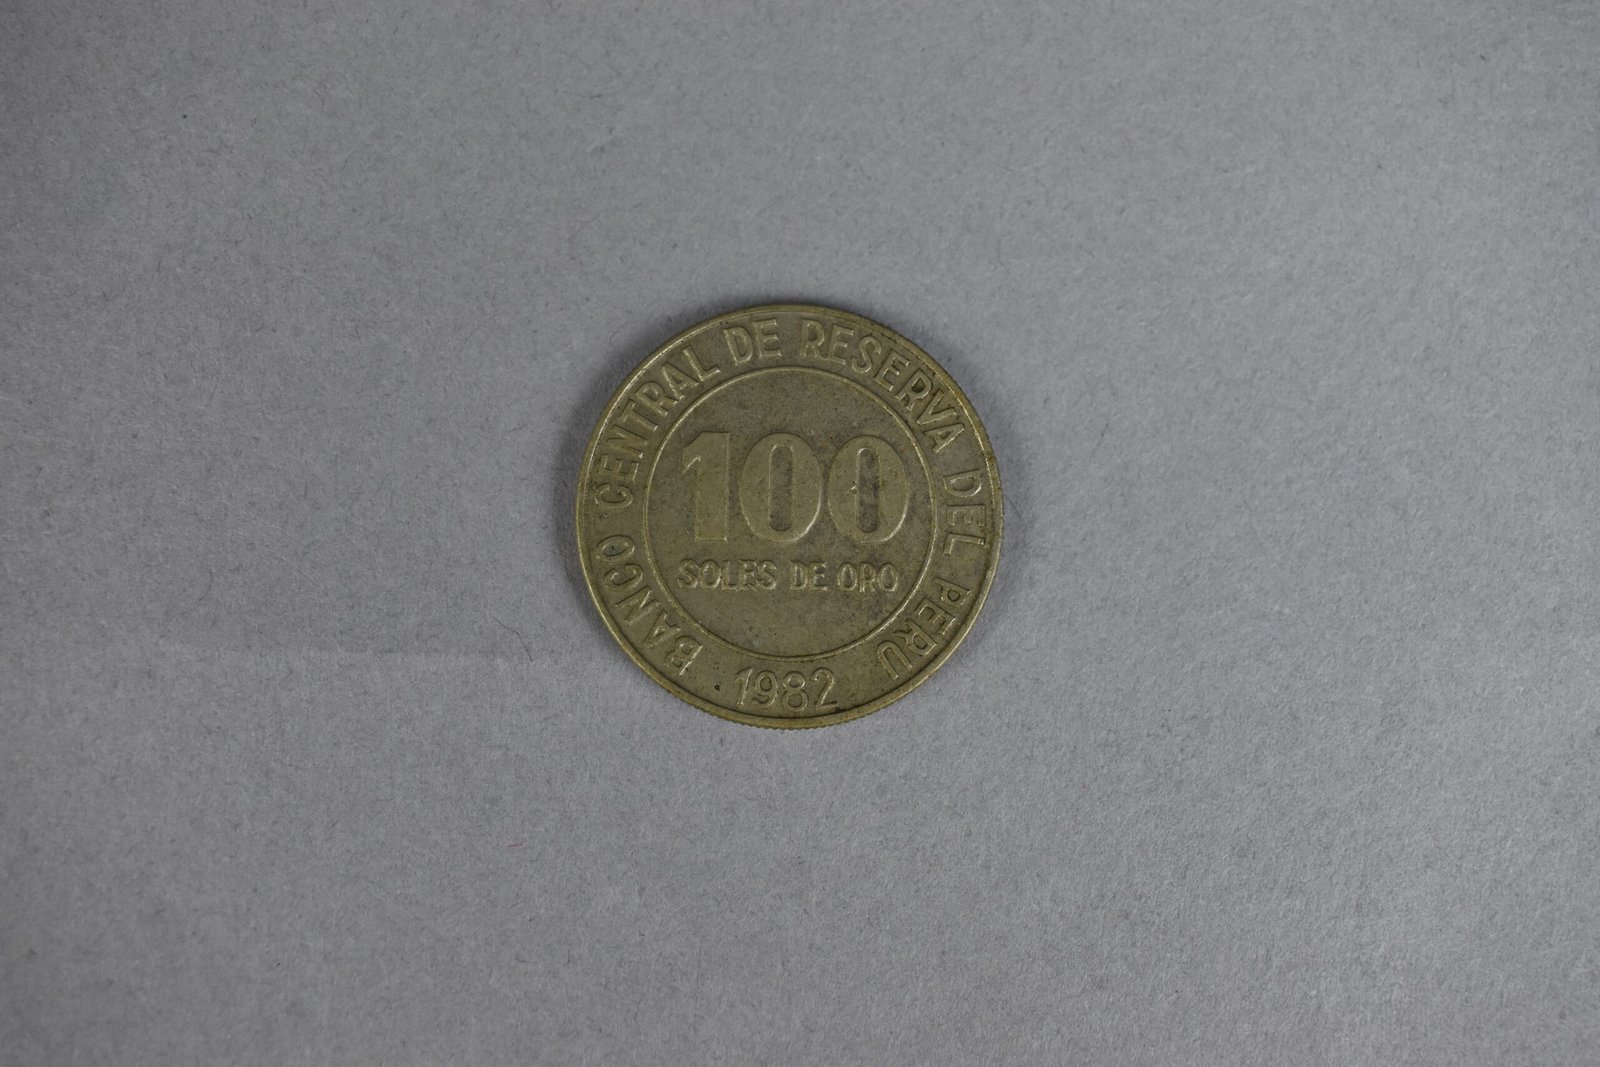 BANCO CENTRAL DE RESERVA DEL PERU
100
SOLES DE ORO
1982